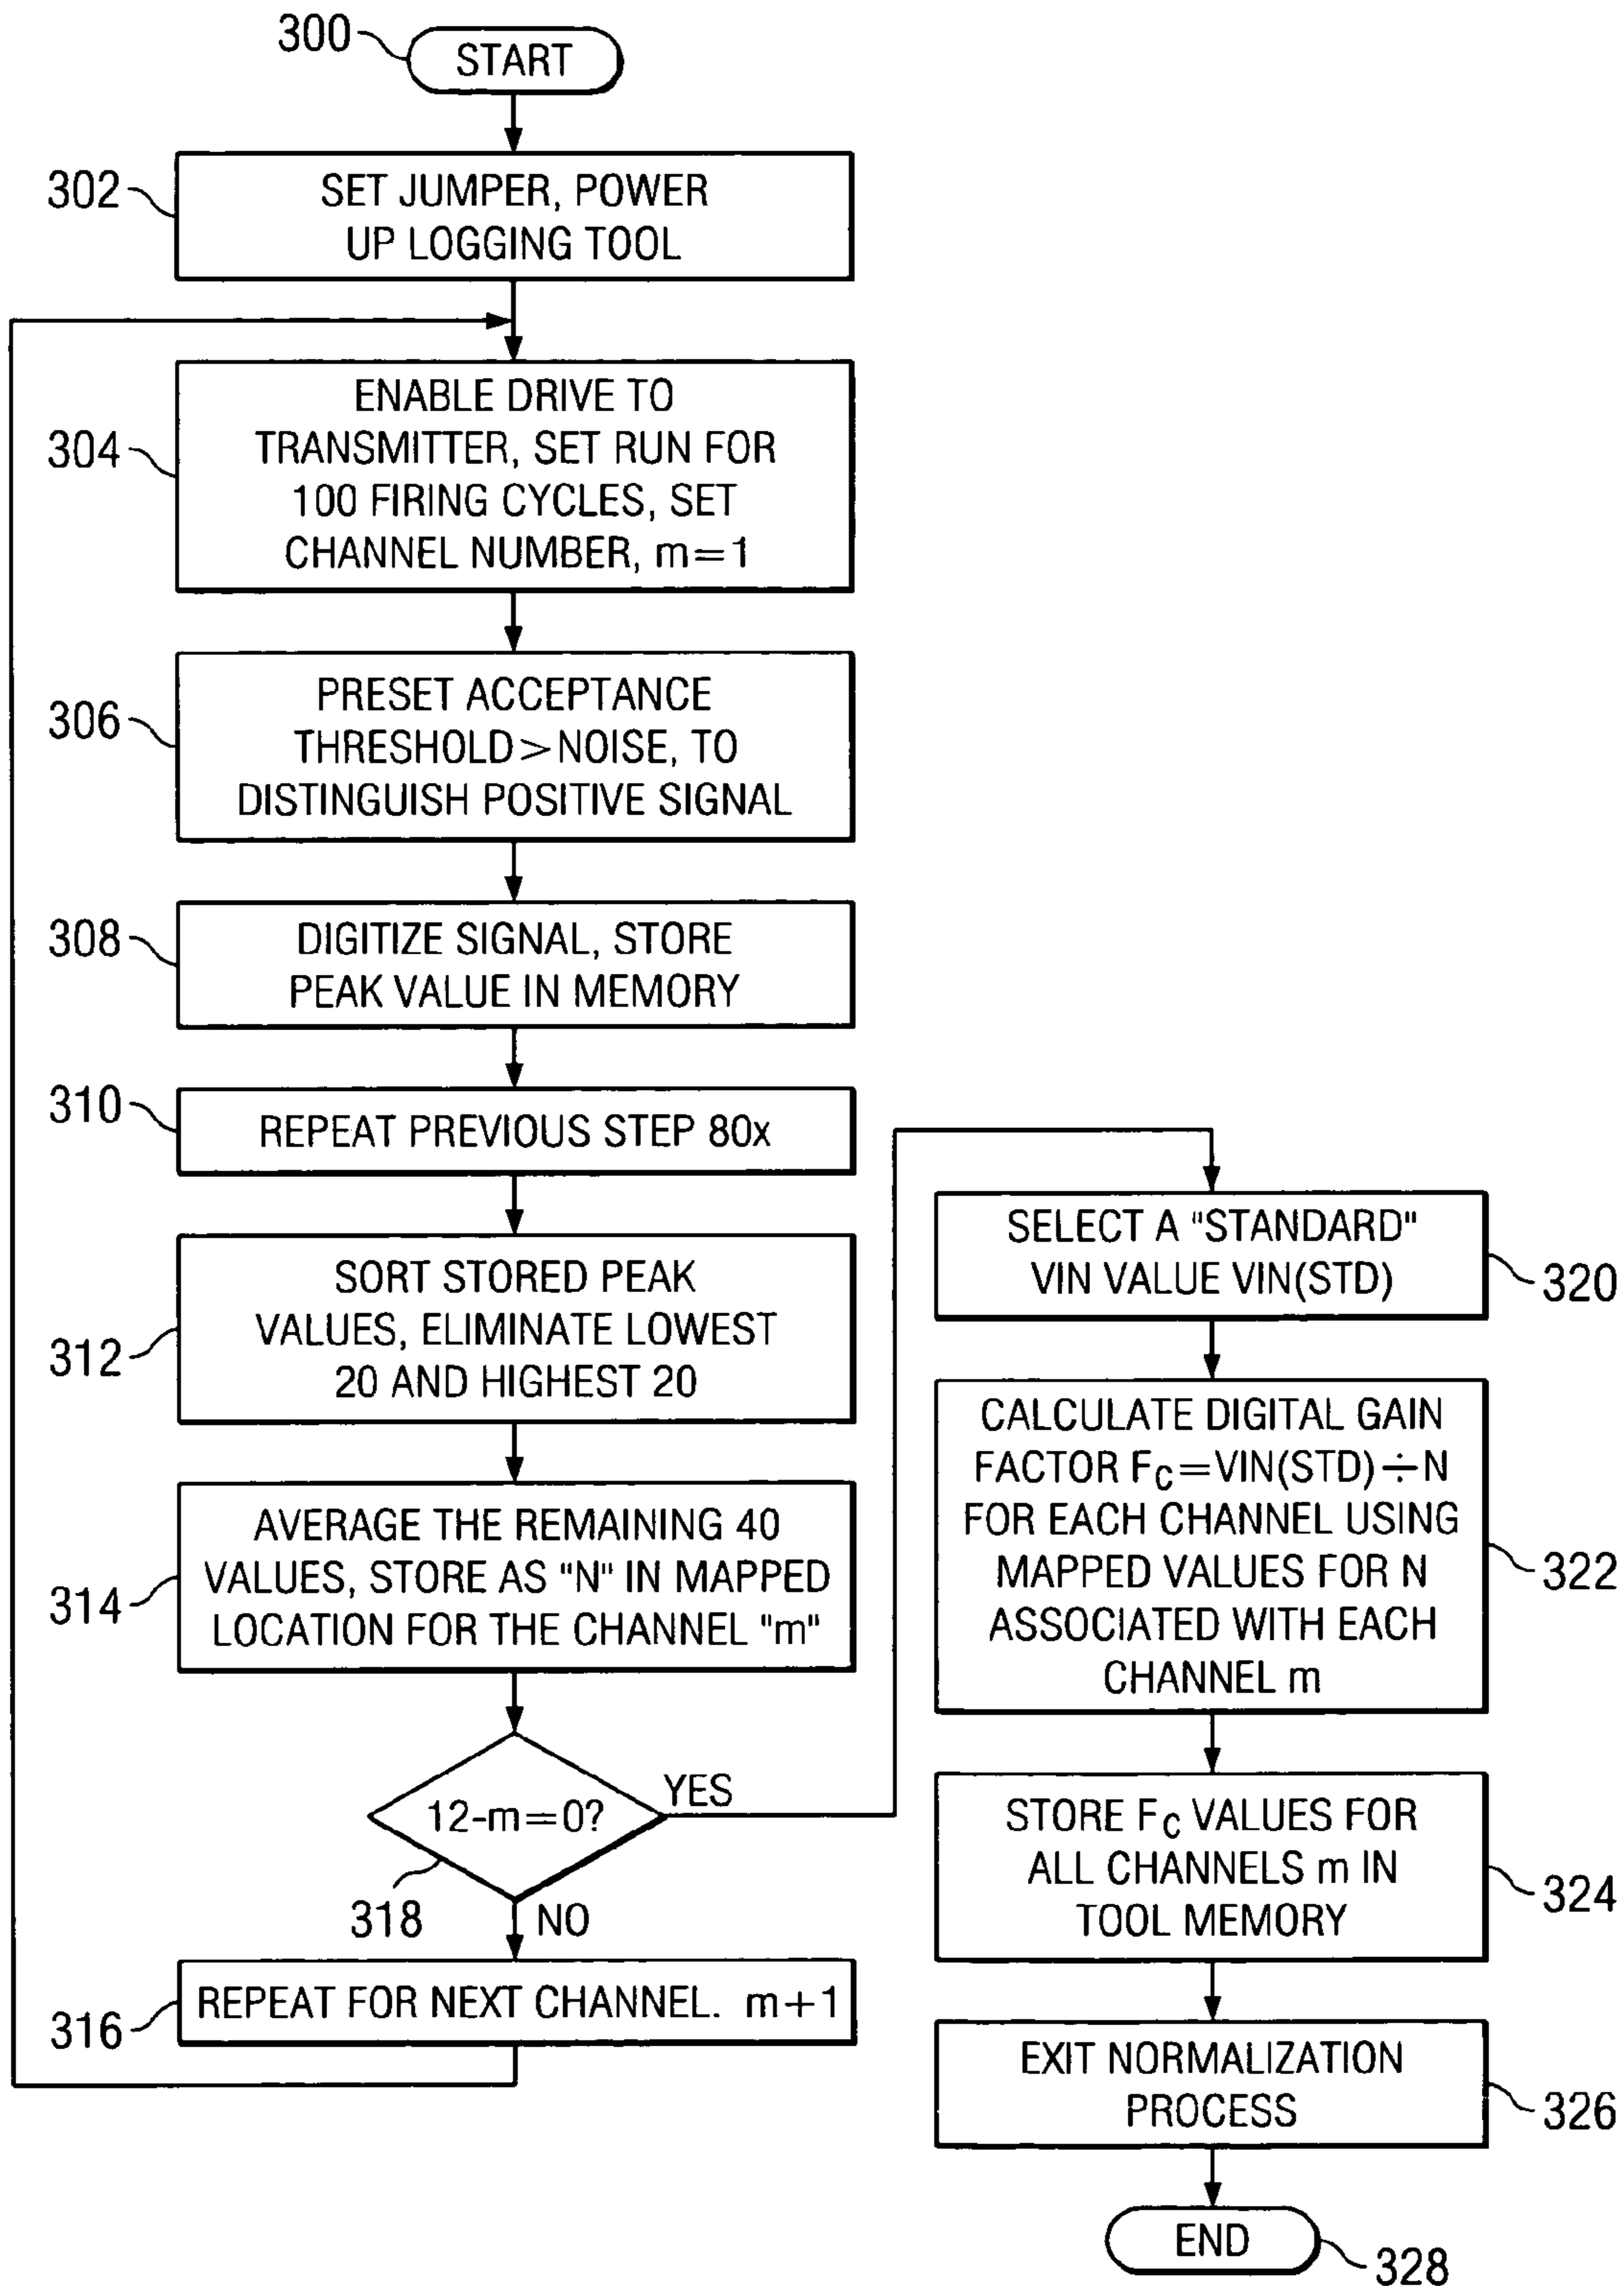 300
START
302
SET JUMPER, POWER
UP LOGGING TOOL
304
ENABLE DRIVE TO
TRANSMITTER, SET RUN FOR
100 FIRING CYCLES, SET
CHANNEL NUMBER, m=1
306
PRESET ACCEPTANCE
THRESHOLD>NOISE, TO
DISTINGUISH POSITIVE SIGNAL
308
DIGITIZE SIGNAL, STORE
PEAK VALUE IN MEMORY
310
REPEAT PREVIOUS STEP 80x
312
SORT STORED PEAK
VALUES, ELIMINATE LOWEST
20 AND HIGHEST 20
314
AVERAGE THE REMAINING 40
VALUES, STORE AS "N" IN MAPPED
LOCATION FOR THE CHANNEL "m"
12-m=0?
YES
318
NO
316
REPEAT FOR NEXT CHANNEL. m+1
SELECT A "STANDARD"
VIN VALUE VIN(STD)
320
CALCULATE DIGITAL GAIN
FACTOR FC=VIN(STD)÷N
FOR EACH CHANNEL USING
MAPPED VALUES FOR N
ASSOCIATED WITH EACH
CHANNEL m
322
STORE FC VALUES FOR
ALL CHANNELS m IN
TOOL MEMORY
324
EXIT NORMALIZATION
PROCESS
326
END
328